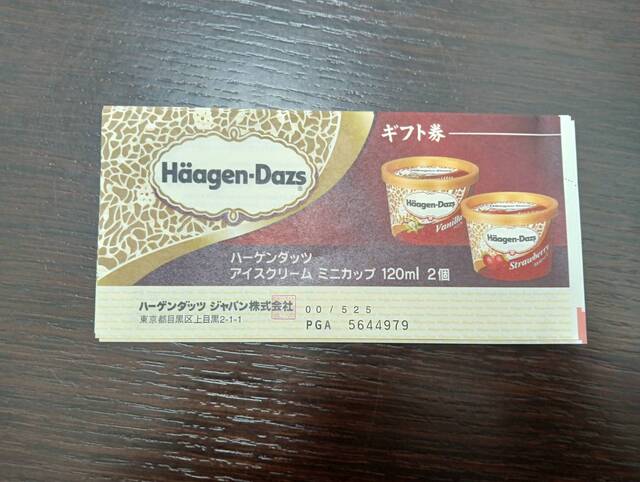 Häagen-Dazs
ギフト券
Häagen-Dazs
Vanilla
Häagen-Dazs
Strawberry
ハーゲンダッツ
アイスクリーム ミニカップ 120ml 2個
ハーゲンダッツ ジャパン株式会社
東京都目黒区上目黒2-1-1
00/525
PGA 5644979